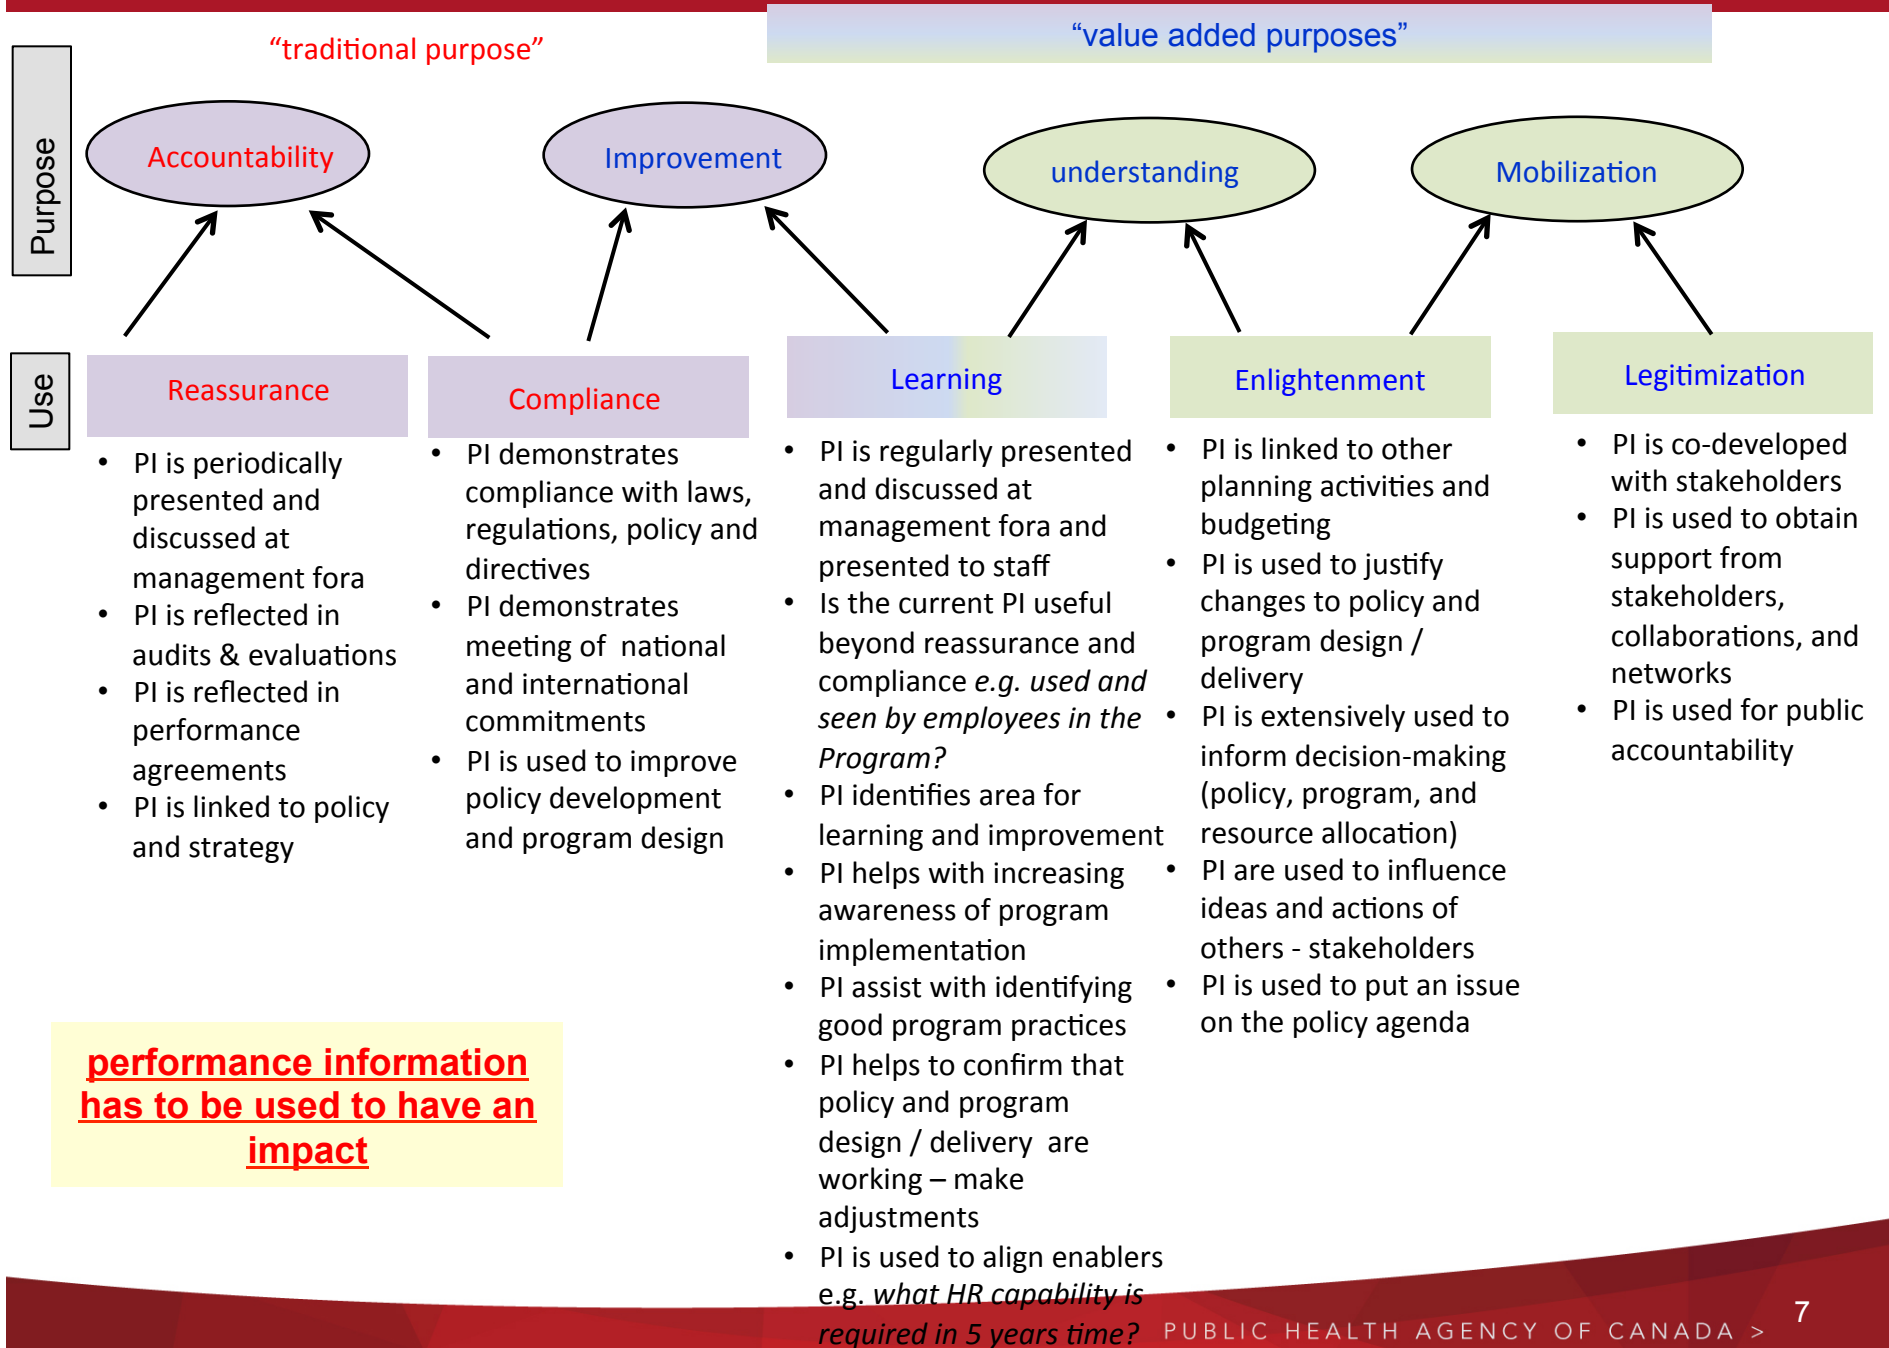 “traditional purpose”
“value added purposes”
Purpose
Accountability
Improvement
understanding
Mobilization
Use
Reassurance
PI is periodically
presented and
discussed at
management fora
PI is reflected in
audits & evaluations
PI is reflected in
performance
agreements
PI is linked to policy
and strategy
Compliance
PI demonstrates
compliance with laws,
regulations, policy and
directives
PI demonstrates
meeting of national
and international
commitments
PI is used to improve
policy development
and program design
Learning
PI is regularly presented
and discussed at
management fora and
presented to staff
Is the current PI useful
beyond reassurance and
compliance e.g. used and
seen by employees in the
Program?
PI identifies area for
learning and improvement
PI helps with increasing
awareness of program
implementation
PI assist with identifying
good program practices
PI helps to confirm that
policy and program
design / delivery are
working – make
adjustments
PI is used to align enablers
e.g. what HR capability is
required in 5 years time?
Enlightenment
PI is linked to other
planning activities and
budgeting
PI is used to justify
changes to policy and
program design /
delivery
PI is extensively used to
inform decision-making
(policy, program, and
resource allocation)
PI are used to influence
ideas and actions of
others - stakeholders
PI is used to put an issue
on the policy agenda
Legitimization
PI is co-developed
with stakeholders
PI is used to obtain
support from
stakeholders,
collaborations, and
networks
PI is used for public
accountability
performance information
has to be used to have an
impact
PUBLIC HEALTH AGENCY OF CANADA >
7